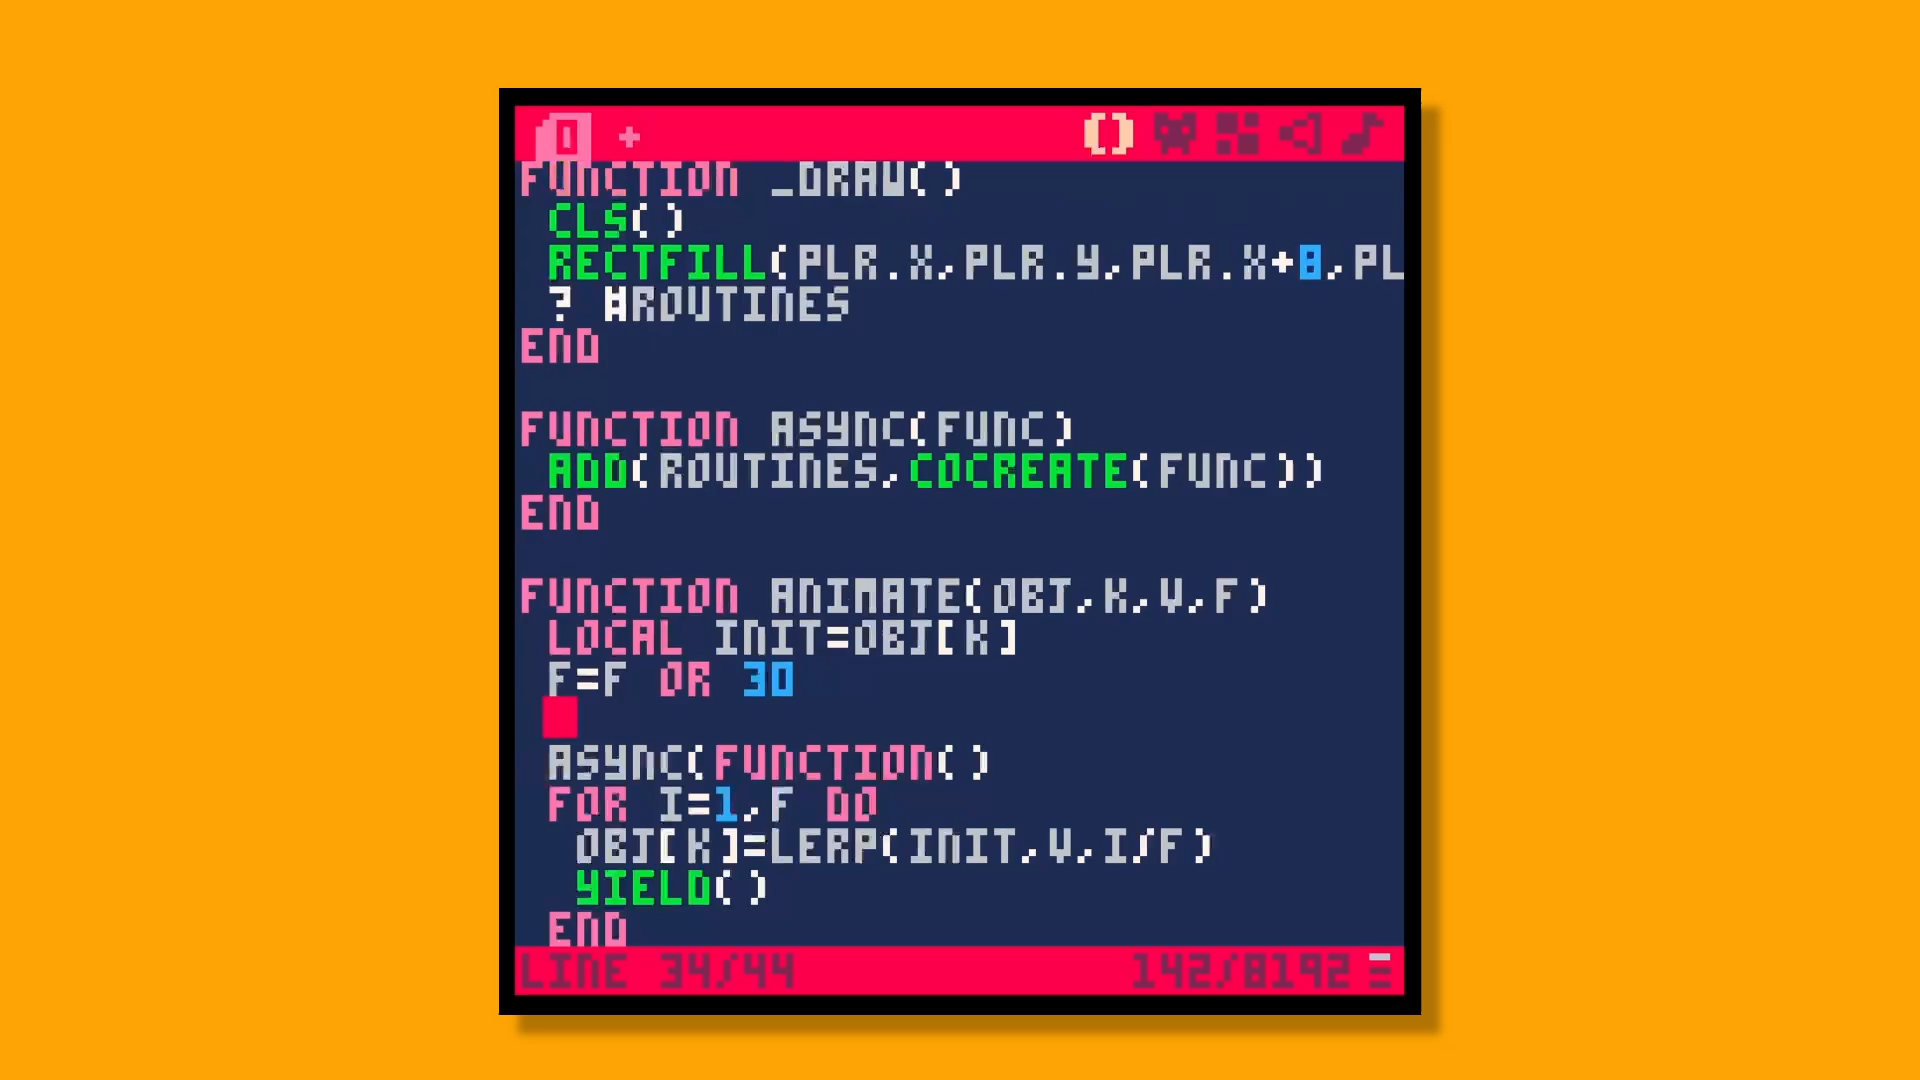 0 +
FUNCTION _DRAW()
CLS()
RECTFILL(PLR.X,PLR.Y,PLR.X+8,PL
? #ROUTINES
END
FUNCTION ASYNC(FUNC)
ADD(ROUTINES,COCREATE(FUNC))
END
FUNCTION ANIMATE(OBJ,K,V,F)
LOCAL INIT=OBJ[K]
F=F OR 30
ASYNC(FUNCTION()
FOR I=1,F DO
OBJ[K]=LERP(INIT,V,I/F)
YIELD()
END
LINE 34/44 142/8192